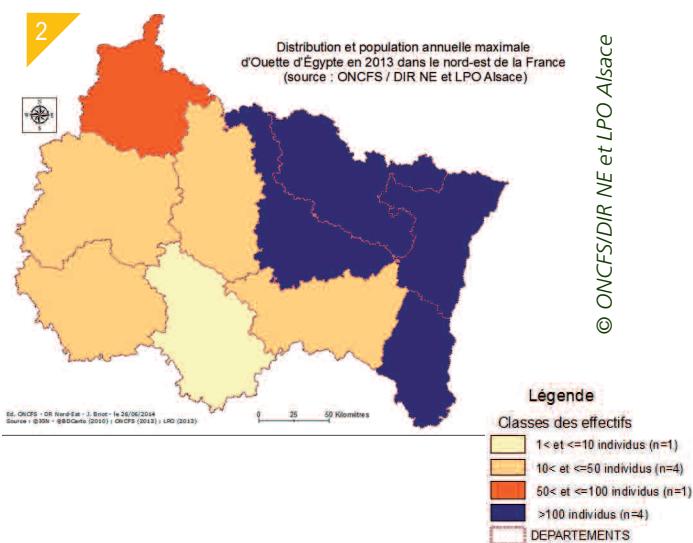 2
Distribution et population annuelle maximale
d'Ouette d'Égypte en 2013 dans le nord-est de la France
(source : ONCFS / DIR NE et LPO Alsace)
© ONCFS/DIR NE et LPO Alsace
N
W E
S
Ed. ONCFS - DR Nord-Est - J. Briot - le 26/06/2014
Source : @IGN - @BDCarto (2010) ; ONCFS (2013) ; LPO (2013)
0 25 50 Kilomètres
Légende
Classes des effectifs
1< et <=10 individus (n=1)
10< et <=50 individus (n=4)
50< et <=100 individus (n=1)
>100 individus (n=4)
DEPARTEMENTS